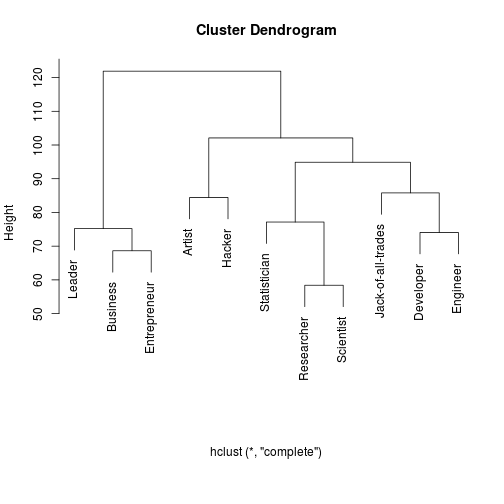 Cluster Dendrogram
Height
120
110
100
90
80
70
60
50
Leader
Business
Entrepreneur
Artist
Hacker
Statistician
Researcher
Scientist
Jack-of-all-trades
Developer
Engineer
hclust (*, "complete")